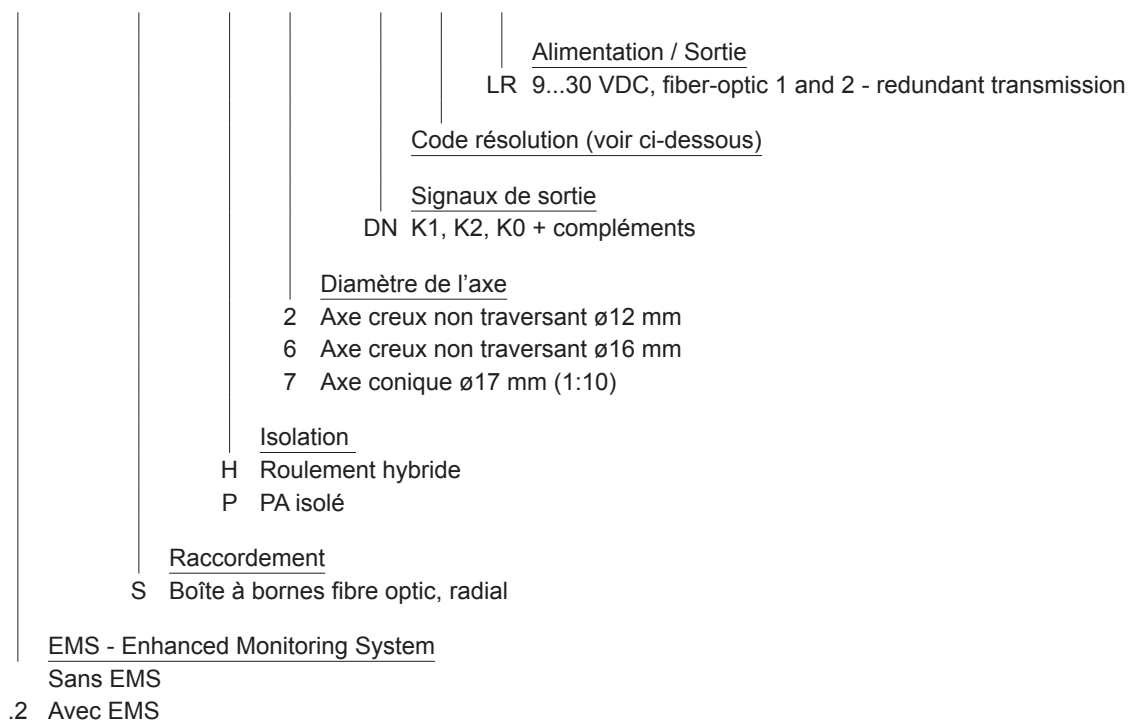 Alimentation / Sortie
LR 9...30 VDC, fiber-optic 1 and 2 - redundant transmission
Code résolution (voir ci-dessous)
Signaux de sortie
DN K1, K2, K0 + compléments
Diamètre de l'axe
2 Axe creux non traversant ø12 mm
6 Axe creux non traversant ø16 mm
7 Axe conique ø17 mm (1:10)
Isolation
H Roulement hybride
P PA isolé
Raccordement
S Boîte à bornes fibre optic, radial
EMS - Enhanced Monitoring System
Sans EMS
.2 Avec EMS